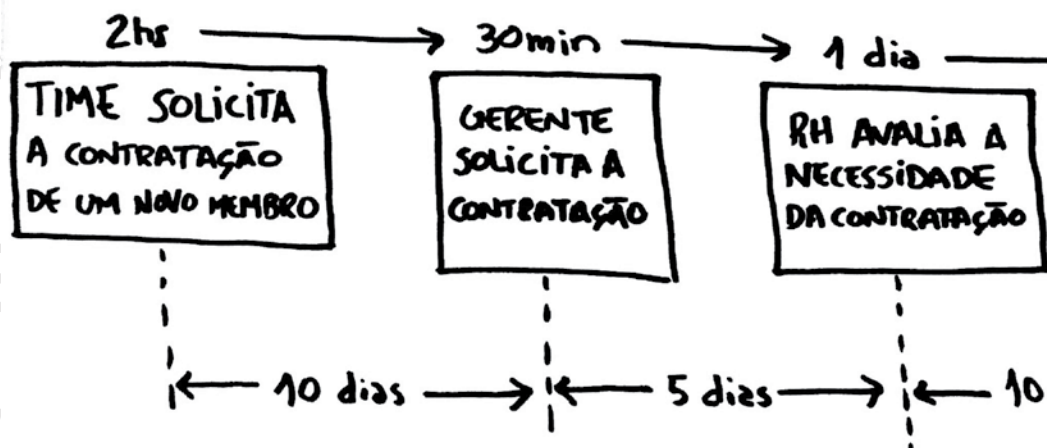 2hs
30min
1 dia
TIME SOLICITA
A CONTRATAÇÃO
DE UM NOVO MEMBRO
GERENTE
SOLICITA A
CONTRATAÇÃO
RH AVALIA A
NECESSIDADE
DA CONTRATAÇÃO
10 dias
5 dias
10